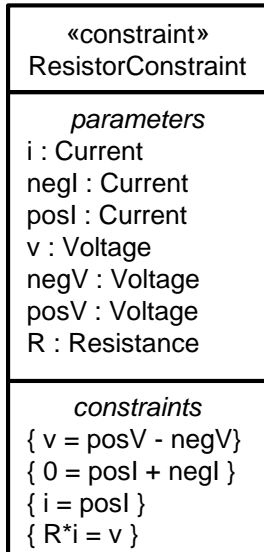 «constraint»
ResistorConstraint
parameters
i : Current
negI : Current
posI : Current
v : Voltage
negV : Voltage
posV : Voltage
R : Resistance
constraints
{ v = posV - negV}
{ 0 = posI + negI }
{ i = posI }
{ R*i = v }